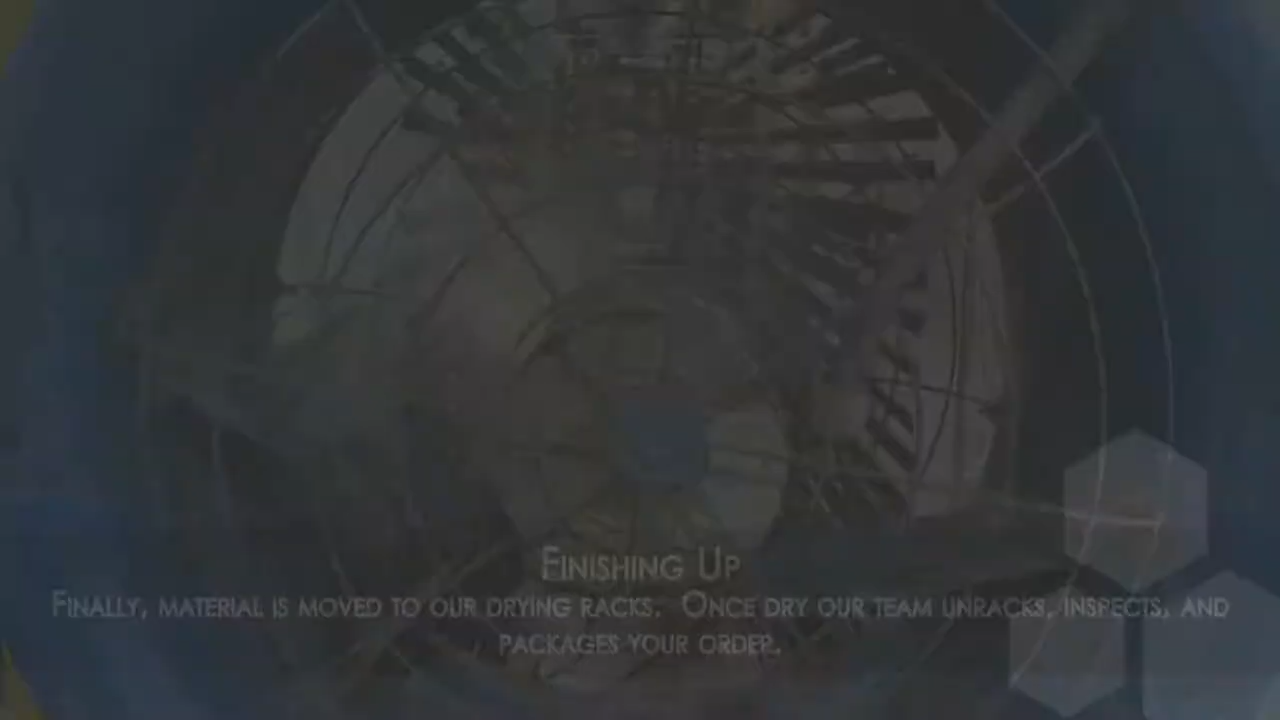 Finishing Up
Finally, material is moved to our drying racks.  Once dry our team unracks, inspects, and
packages your order.